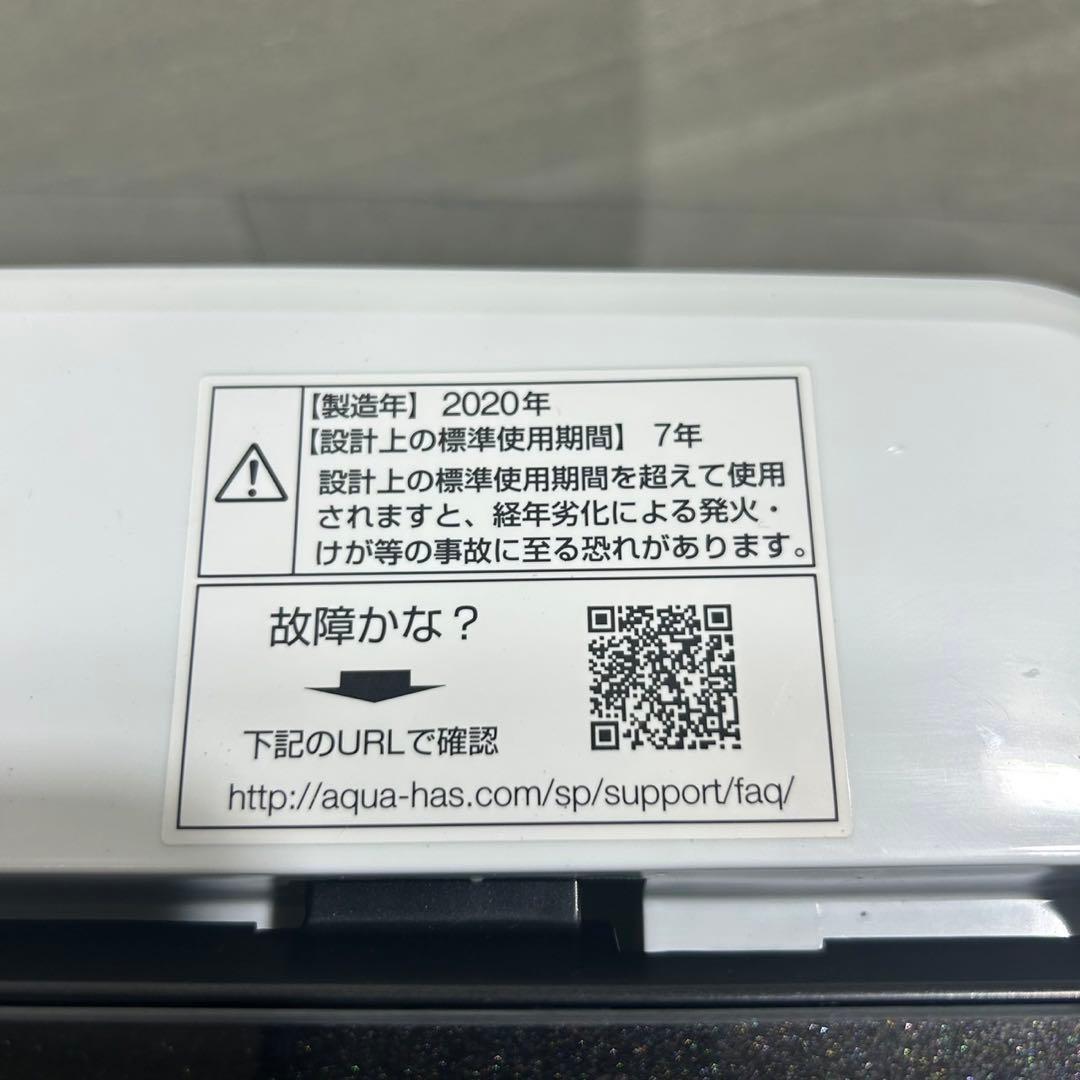 【製造年】 2020年
【設計上の標準使用期間】 7年
設計上の標準使用期間を超えて使用
されますと、経年劣化による発火・
けが等の事故に至る恐れがあります。
故障かな？
下記のURLで確認
http://aqua-has.com/sp/support/faq/